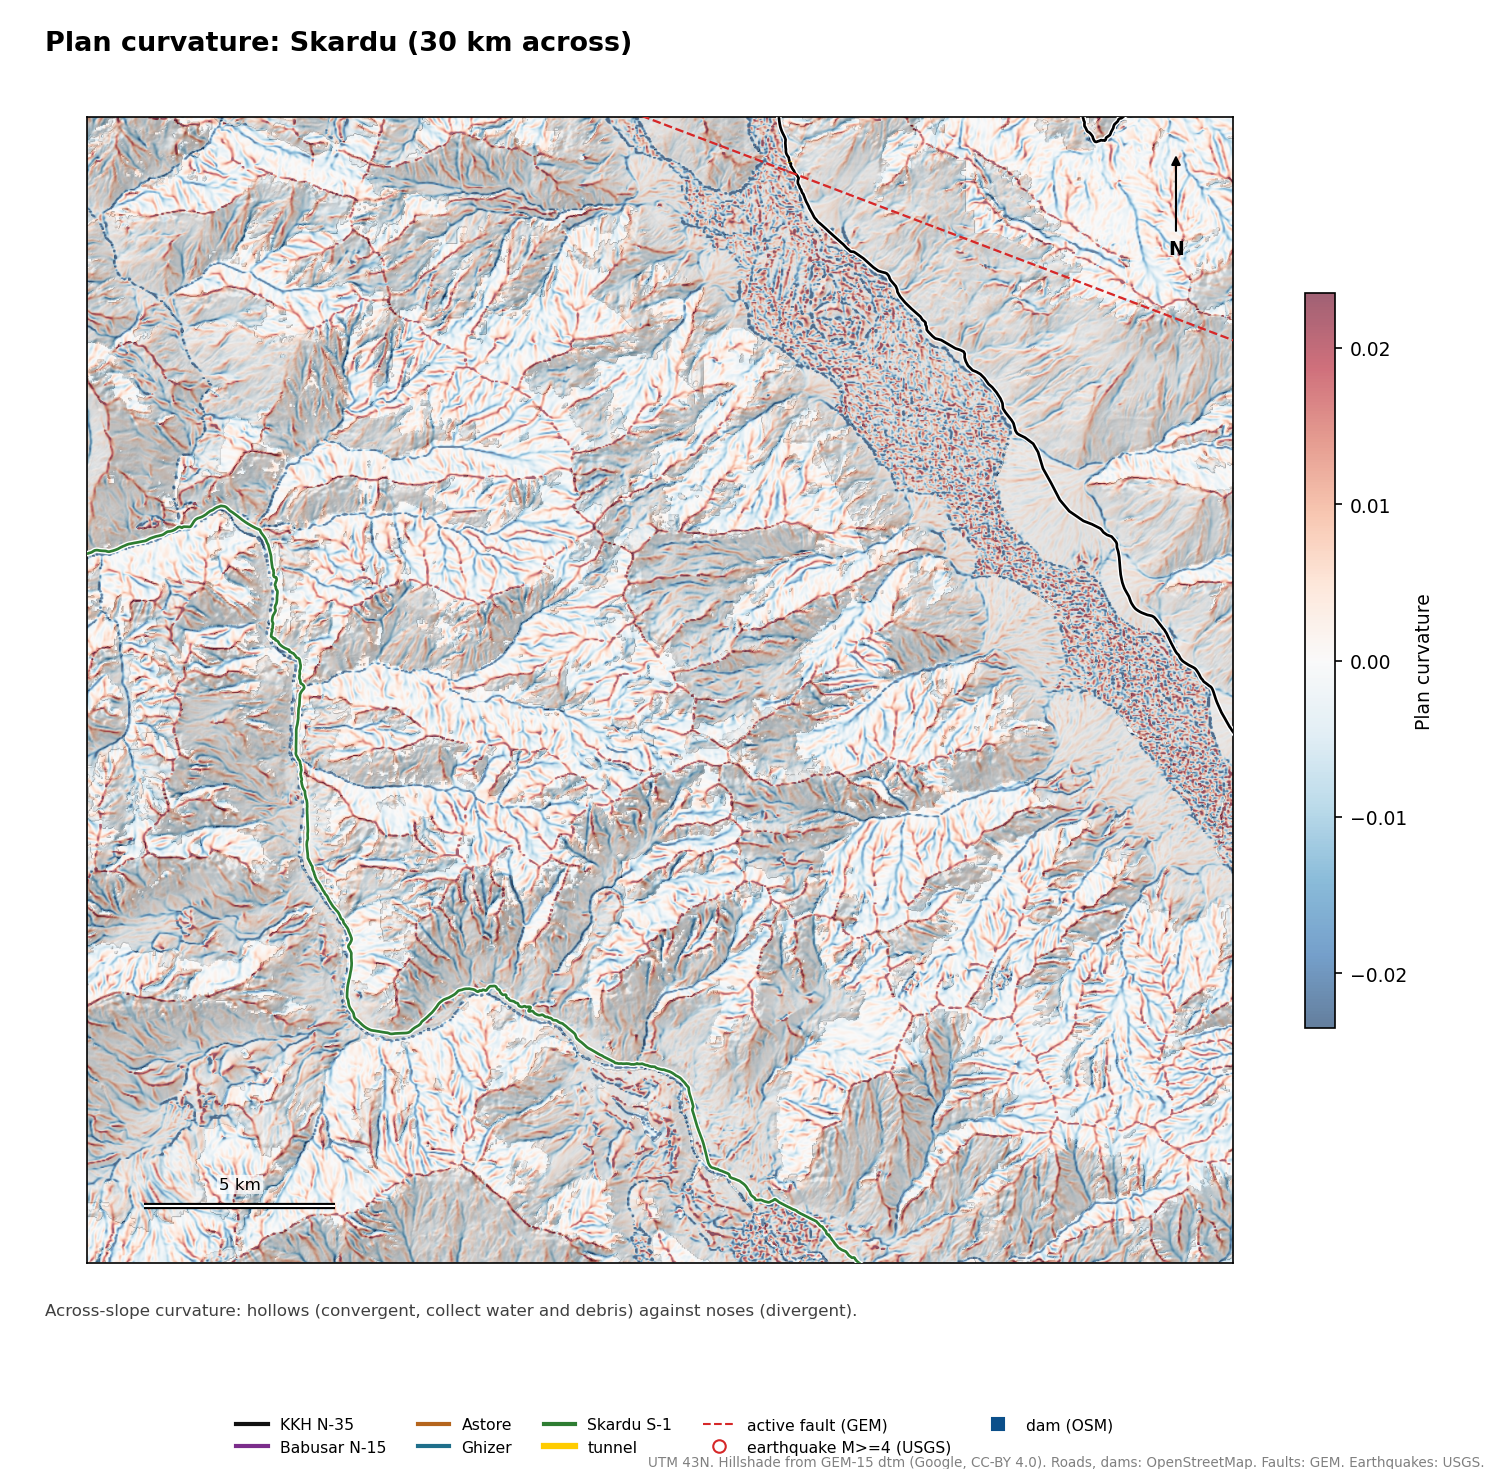 Plan curvature: Skardu (30 km across)
N
0.02
0.01
0.00
−0.01
−0.02
Plan curvature
5 km
Across-slope curvature: hollows (convergent, collect water and debris) against noses (divergent).
KKH N-35
Astore
Skardu S-1
active fault (GEM)
dam (OSM)
Babusar N-15
Ghizer
tunnel
earthquake M>=4 (USGS)
UTM 43N. Hillshade from GEM-15 dtm (Google, CC-BY 4.0). Roads, dams: OpenStreetMap. Faults: GEM. Earthquakes: USGS.